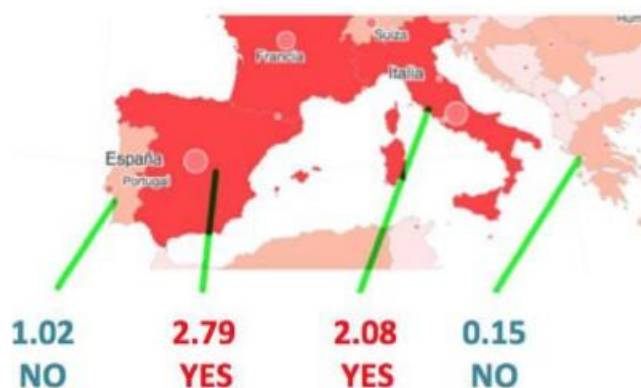 Suiza
Francia
Italia
España
Portugal
1.02 2.79 2.08 0.15
NO YES YES NO